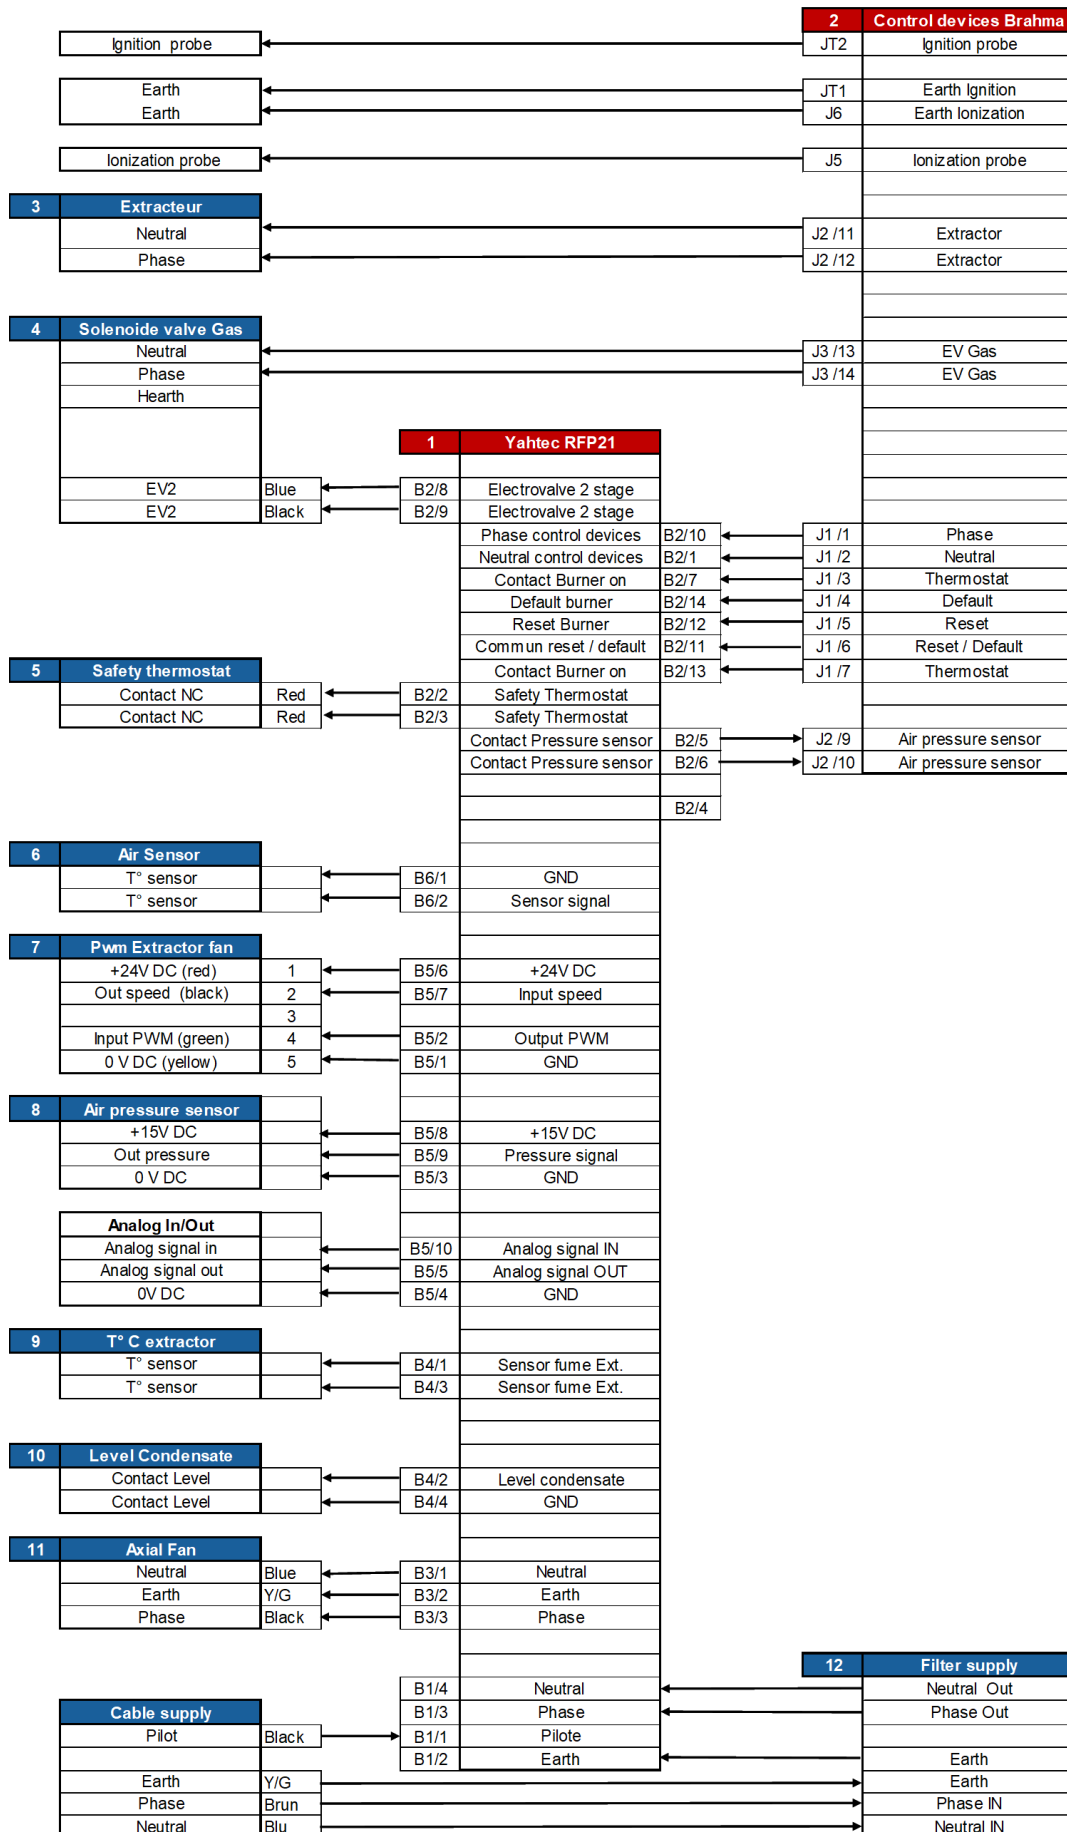 2 Control devices Brahma
Ignition probe JT2 Ignition probe
Earth JT1 Earth Ignition
Earth J6 Earth Ionization
Ionization probe J5 Ionization probe
3 Extracteur
Neutral J2 /11 Extractor
Phase J2 /12 Extractor
4 Solenoide valve Gas
Neutral J3 /13 EV Gas
Phase J3 /14 EV Gas
Hearth
1 Yahtec RFP21
EV2 Blue B2/8 Electrovalve 2 stage
EV2 Black B2/9 Electrovalve 2 stage
Phase control devices B2/10 J1 /1 Phase
Neutral control devices B2/1 J1 /2 Neutral
Contact Burner on B2/7 J1 /3 Thermostat
Default burner B2/14 J1 /4 Default
Reset Burner B2/12 J1 /5 Reset
Commun reset / default B2/11 J1 /6 Reset / Default
5 Safety thermostat Contact Burner on B2/13 J1 /7 Thermostat
Contact NC Red B2/2 Safety Thermostat
Contact NC Red B2/3 Safety Thermostat
Contact Pressure sensor B2/5 J2 /9 Air pressure sensor
Contact Pressure sensor B2/6 J2 /10 Air pressure sensor
B2/4
6 Air Sensor
T° sensor B6/1 GND
T° sensor B6/2 Sensor signal
7 Pwm Extractor fan
+24V DC (red) 1 B5/6 +24V DC
Out speed (black) 2 B5/7 Input speed
3
Input PWM (green) 4 B5/2 Output PWM
0 V DC (yellow) 5 B5/1 GND
8 Air pressure sensor
+15V DC B5/8 +15V DC
Out pressure B5/9 Pressure signal
0 V DC B5/3 GND
Analog In/Out
Analog signal in B5/10 Analog signal IN
Analog signal out B5/5 Analog signal OUT
0V DC B5/4 GND
9 T° C extractor
T° sensor B4/1 Sensor fume Ext.
T° sensor B4/3 Sensor fume Ext.
10 Level Condensate
Contact Level B4/2 Level condensate
Contact Level B4/4 GND
11 Axial Fan
Neutral Blue B3/1 Neutral
Earth Y/G B3/2 Earth
Phase Black B3/3 Phase
12 Filter supply
B1/4 Neutral Neutral Out
Cable supply B1/3 Phase Phase Out
Pilot Black B1/1 Pilote
B1/2 Earth Earth
Earth Y/G Earth
Phase Brun Phase IN
Neutral Blu Neutral IN